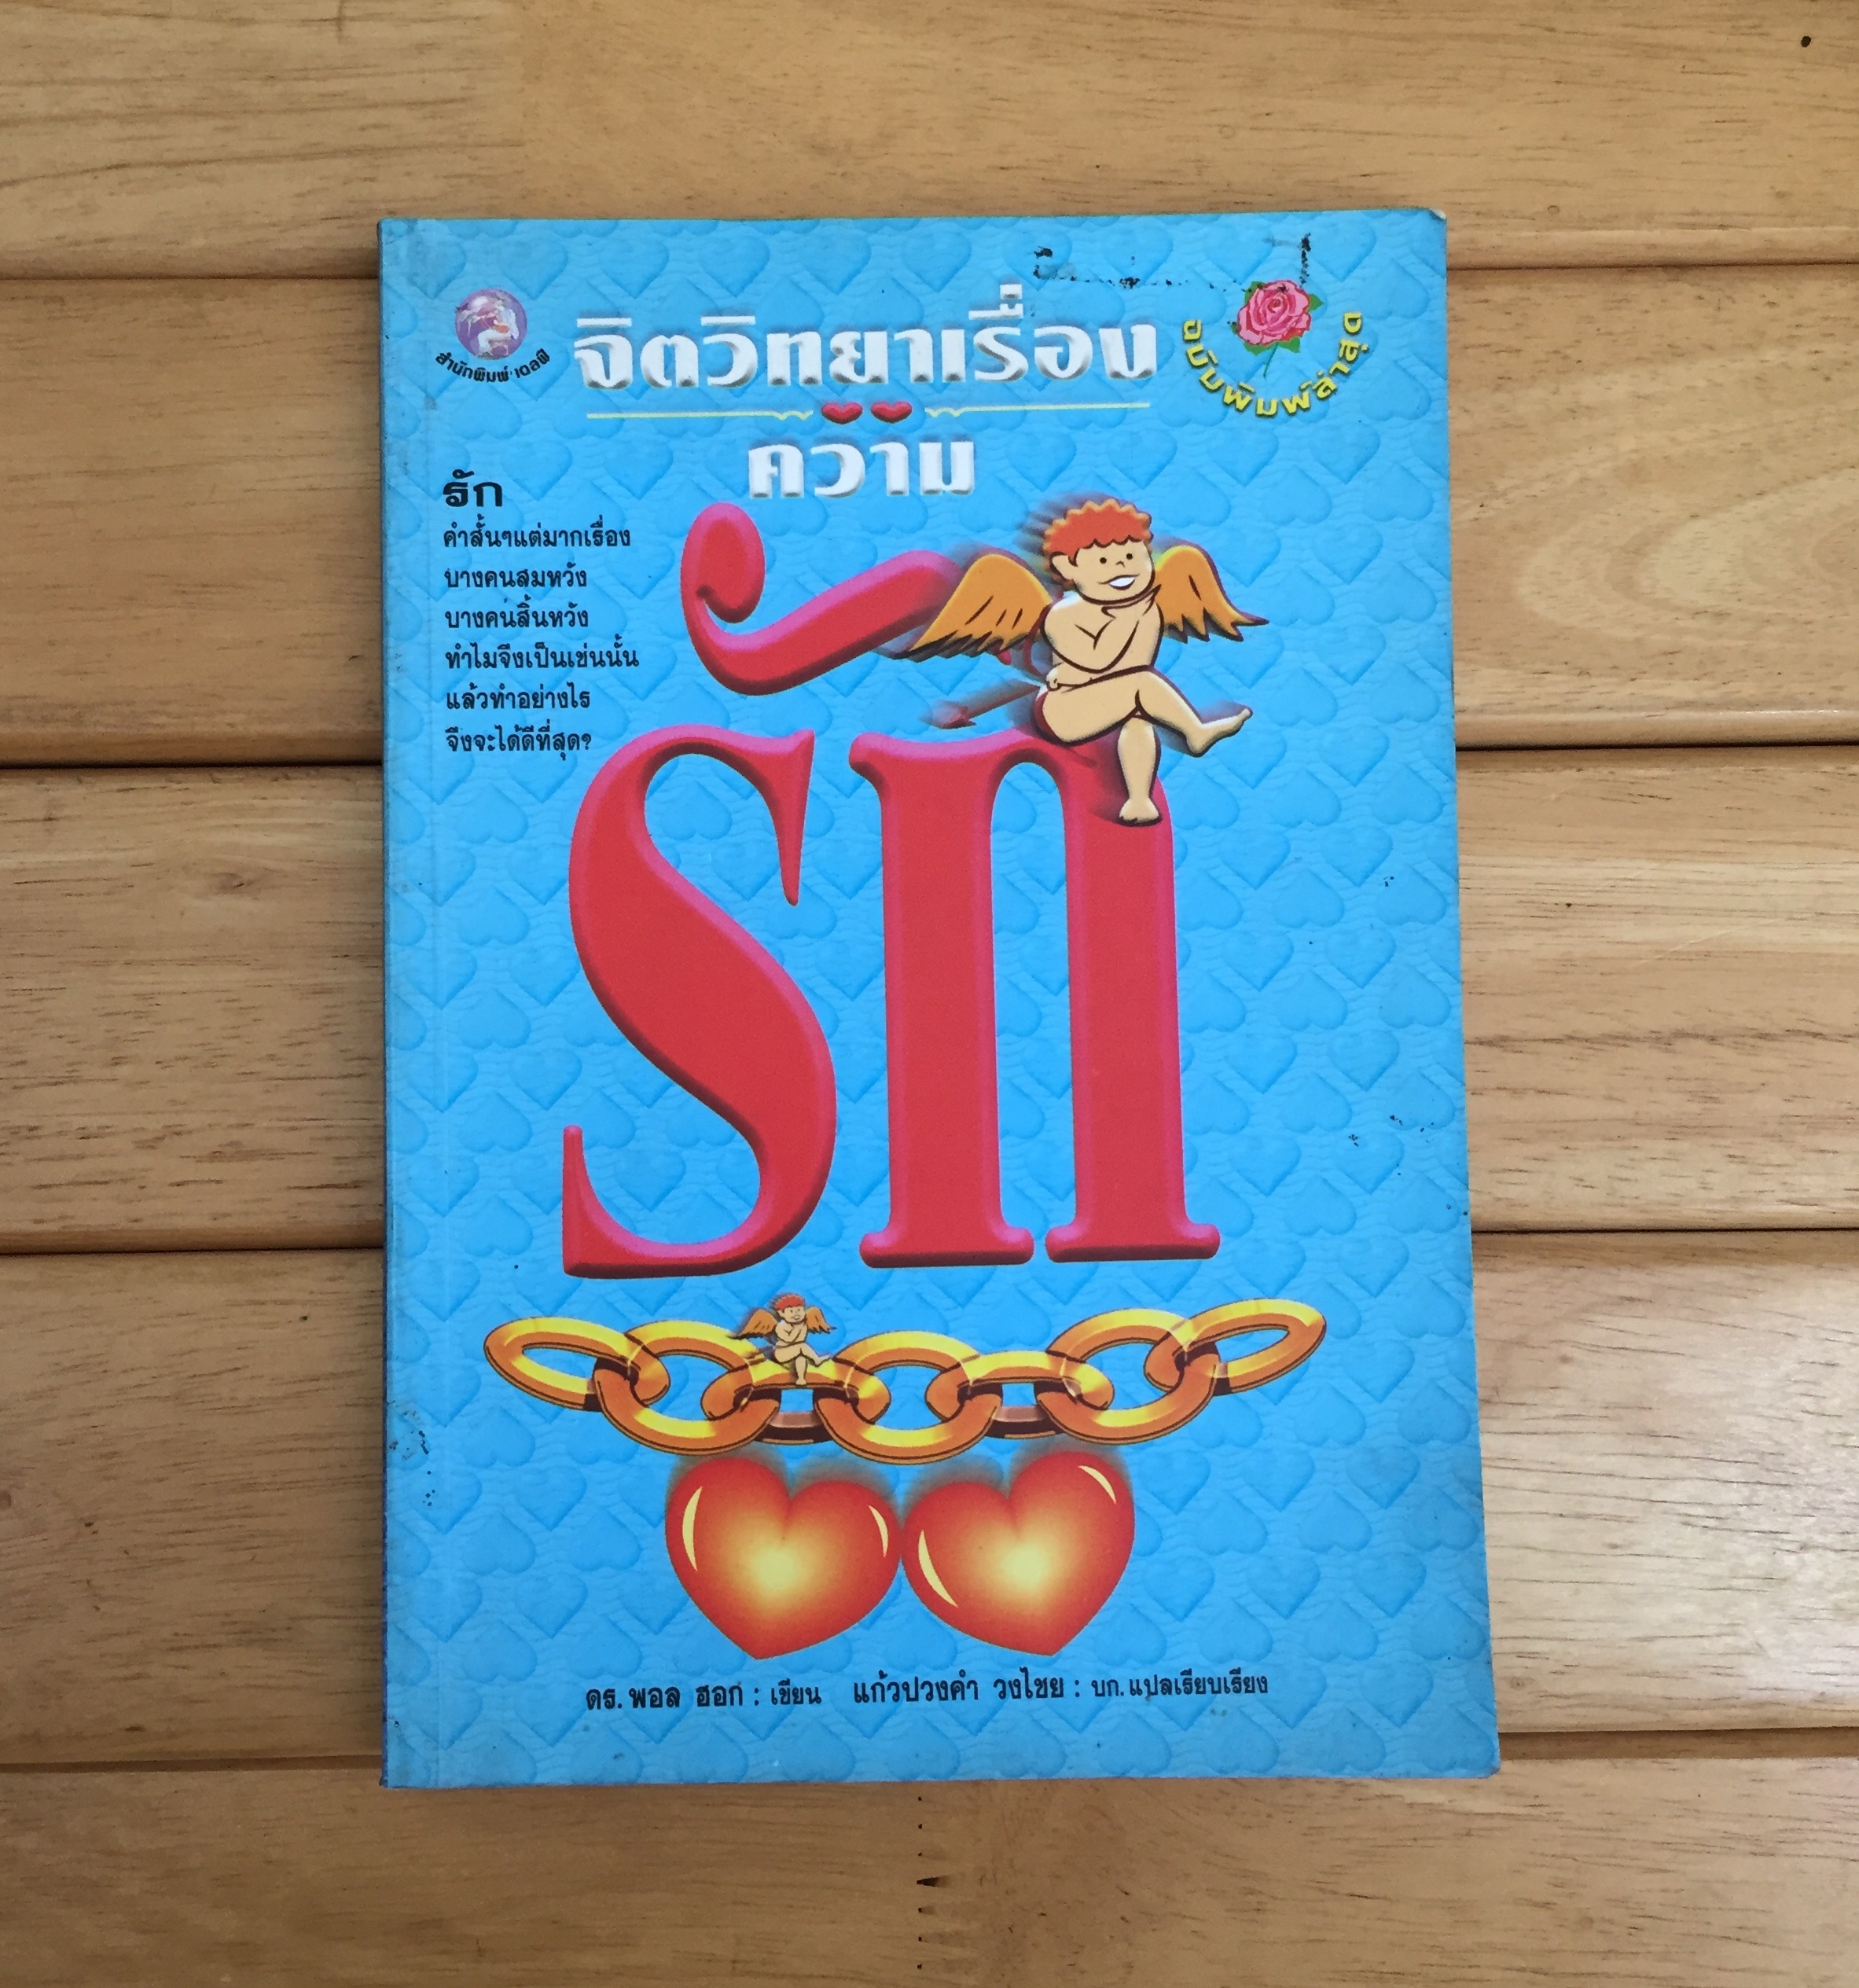 สำนักพิมพ์เดลฟี
จิตวิทยาเรื่อง
ความ
รัก
ฉบับพิมพ์ล่าสุด
รัก
คำสั้นๆแต่มากเรื่อง
บางคนสมหวัง
บางคนสิ้นหวัง
ทำไมจึงเป็นเช่นนั้น
แล้วทำอย่างไร
จึงจะได้ดีที่สุด?
ดร. พอล ฮอก : เขียน แก้วปวงคำ วงไชย : บก. แปลเรียบเรียง